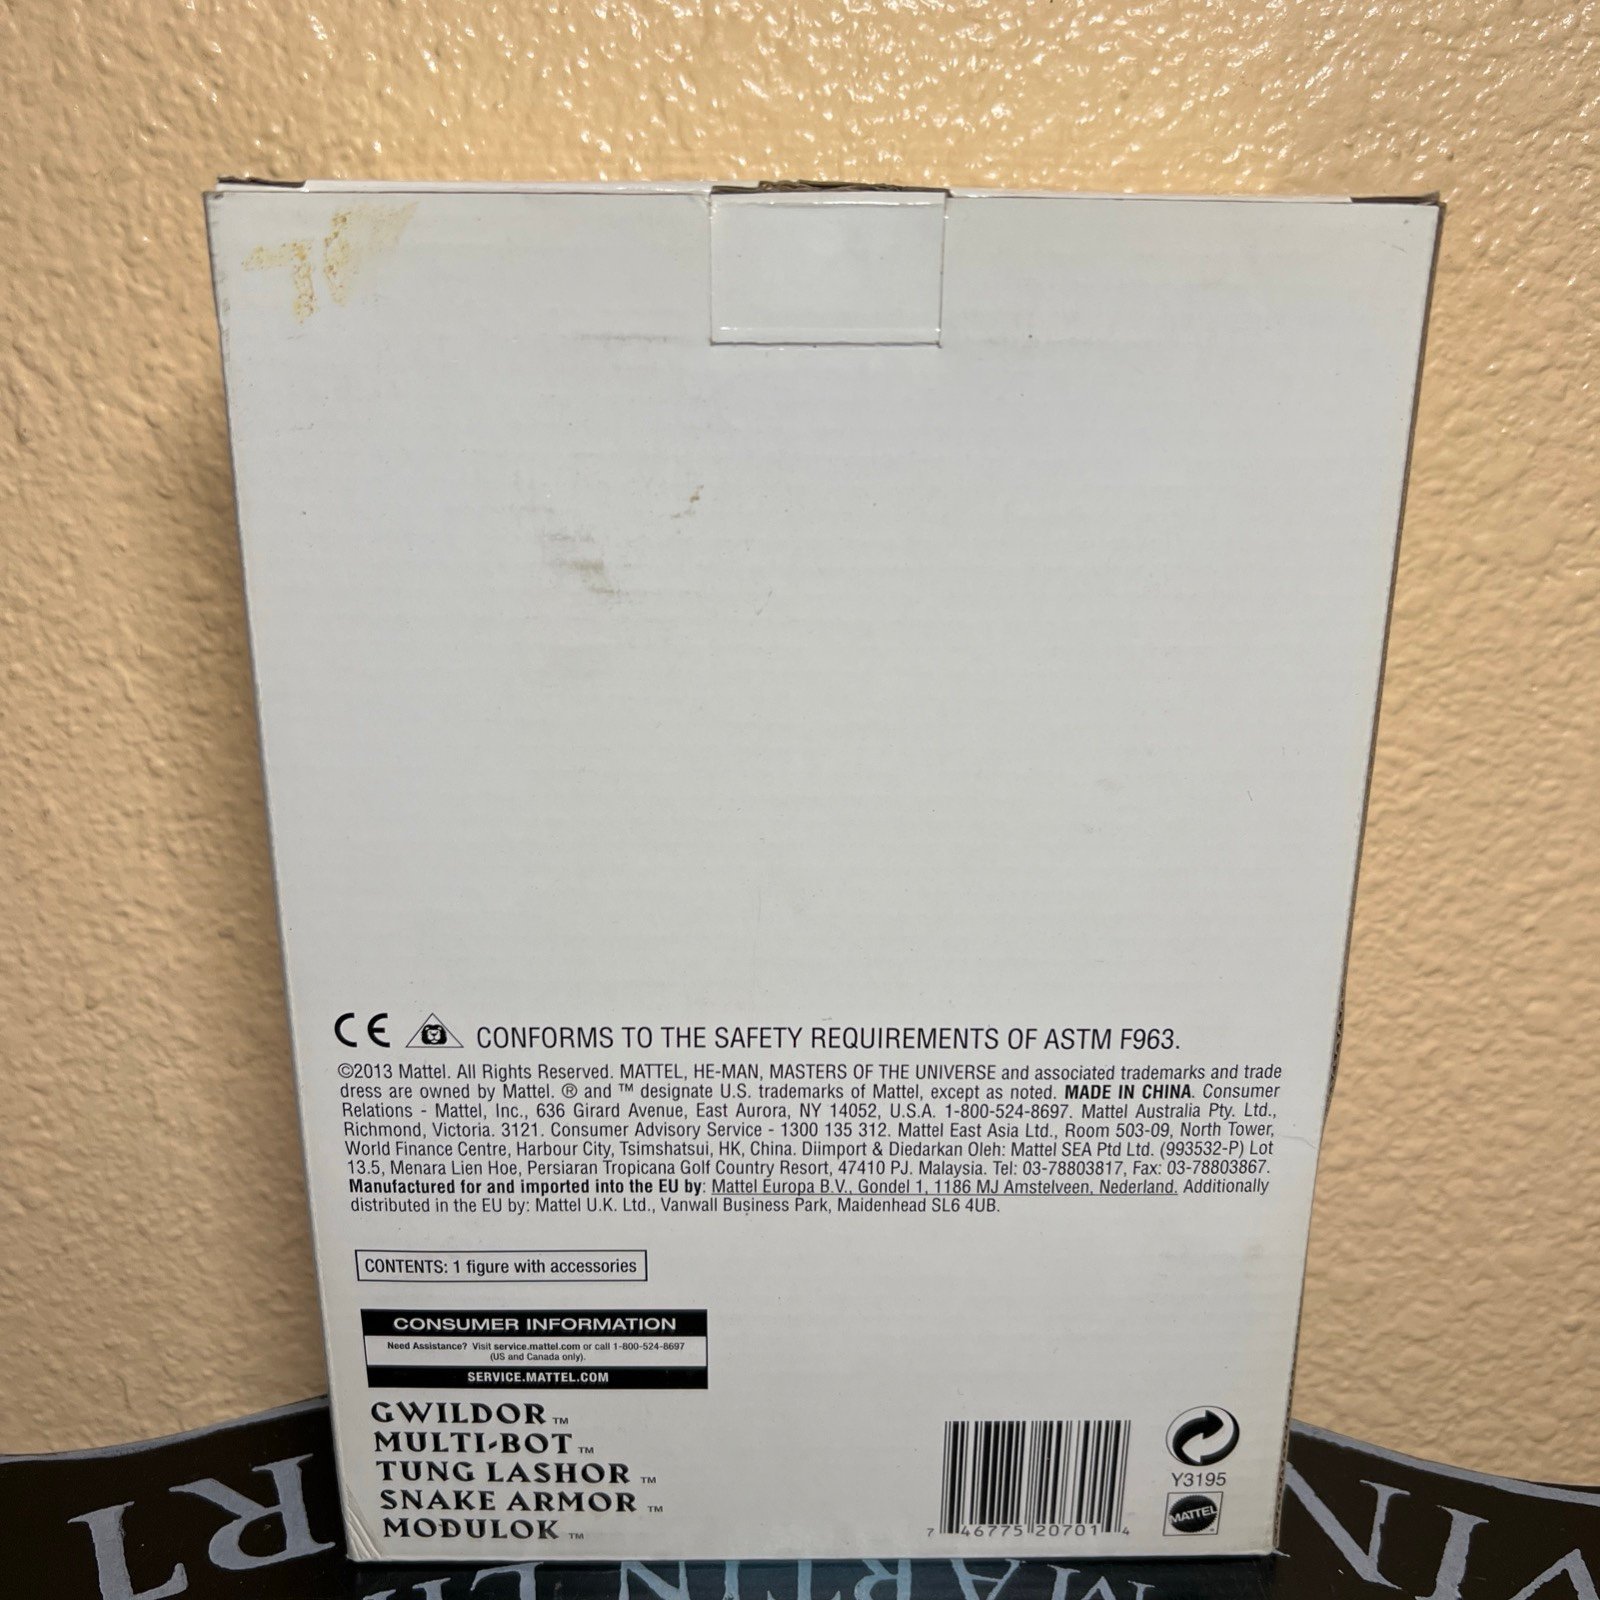 CE CONFORMS TO THE SAFETY REQUIREMENTS OF ASTM F963.
©2013 Mattel. All Rights Reserved. MATTEL, HE-MAN, MASTERS OF THE UNIVERSE and associated trademarks and trade
dress are owned by Mattel. ® and ™ designate U.S. trademarks of Mattel, except as noted. MADE IN CHINA. Consumer
Relations - Mattel, Inc., 636 Girard Avenue, East Aurora, NY 14052, U.S.A. 1-800-524-8697. Mattel Australia Pty. Ltd.,
Richmond, Victoria. 3121. Consumer Advisory Service - 1300 135 312. Mattel East Asia Ltd., Room 503-09, North Tower,
World Finance Centre, Harbour City, Tsimshatsui, HK, China. Diimport & Diedarkan Oleh: Mattel SEA Ptd Ltd. (993532-P) Lot
13.5, Menara Lien Hoe, Persiaran Tropicana Golf Country Resort, 47410 PJ. Malaysia. Tel: 03-78803817, Fax: 03-78803867.
Manufactured for and imported into the EU by: Mattel Europa B.V., Gondel 1, 1186 MJ Amstelveen, Nederland. Additionally
distributed in the EU by: Mattel U.K. Ltd., Vanwall Business Park, Maidenhead SL6 4UB.
CONTENTS: 1 figure with accessories
CONSUMER INFORMATION
Need Assistance? Visit service.mattel.com or call 1-800-524-8697
(US and Canada only).
SERVICE.MATTEL.COM
GWILDOR™
MULTI-BOT™
TUNG LASHOR™
SNAKE ARMOR™
MODULOK™
7 46775 20701 4
Y3195
MATTEL